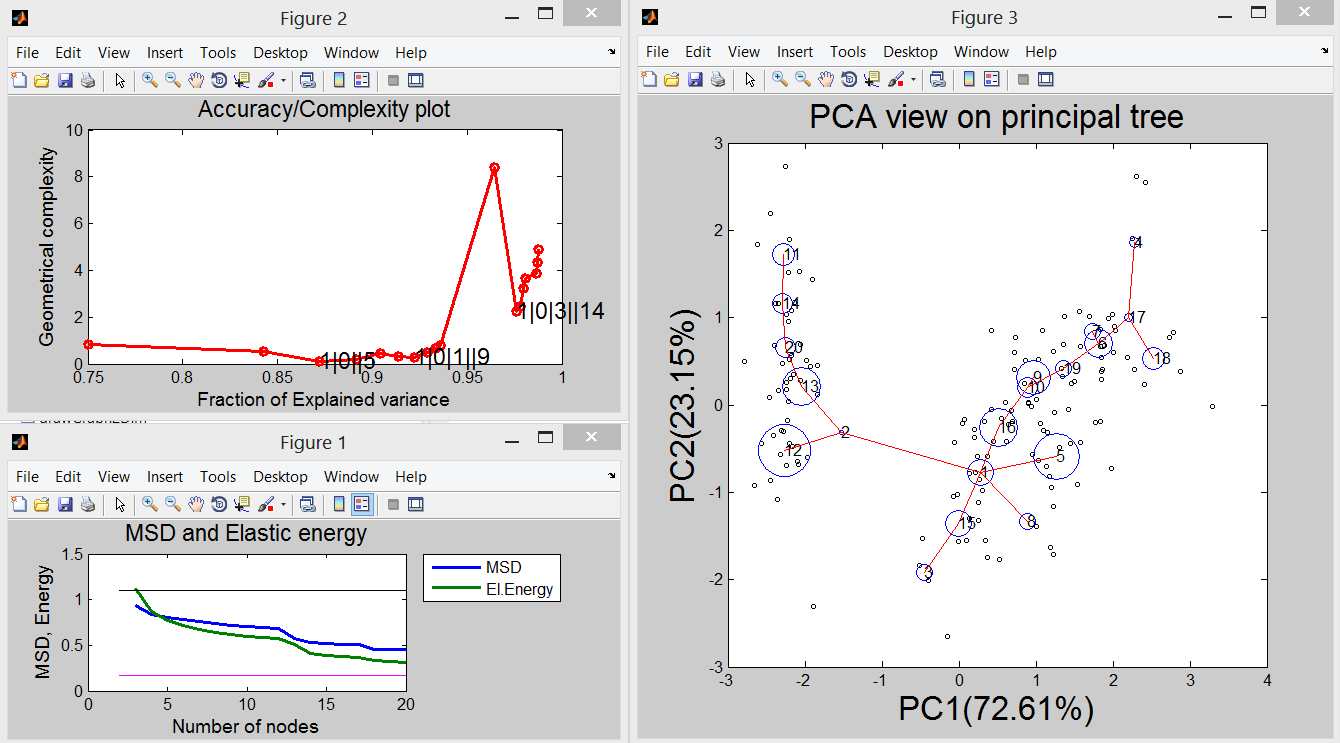 Figure 2
File Edit View Insert Tools Desktop Window Help
Accuracy/Complexity plot
Geometrical complexity
10
8
6
4
2
0
1|0|3||14
1|0||5
1|0|1||9
0.75 0.8 0.85 0.9 0.95 1
Fraction of Explained variance
Figure 1
File Edit View Insert Tools Desktop Window Help
MSD and Elastic energy
MSD, Energy
1.5
1
0.5
0
MSD
El.Energy
0 5 10 15 20
Number of nodes
Figure 3
File Edit View Insert Tools Desktop Window Help
PCA view on principal tree
PC2(23.15%)
3
2
1
0
-1
-2
-3
4
11
14
17
7
6
20
18
19
9
10
13
16
2
12
5
1
15
8
3
-3 -2 -1 0 1 2 3 4
PC1(72.61%)